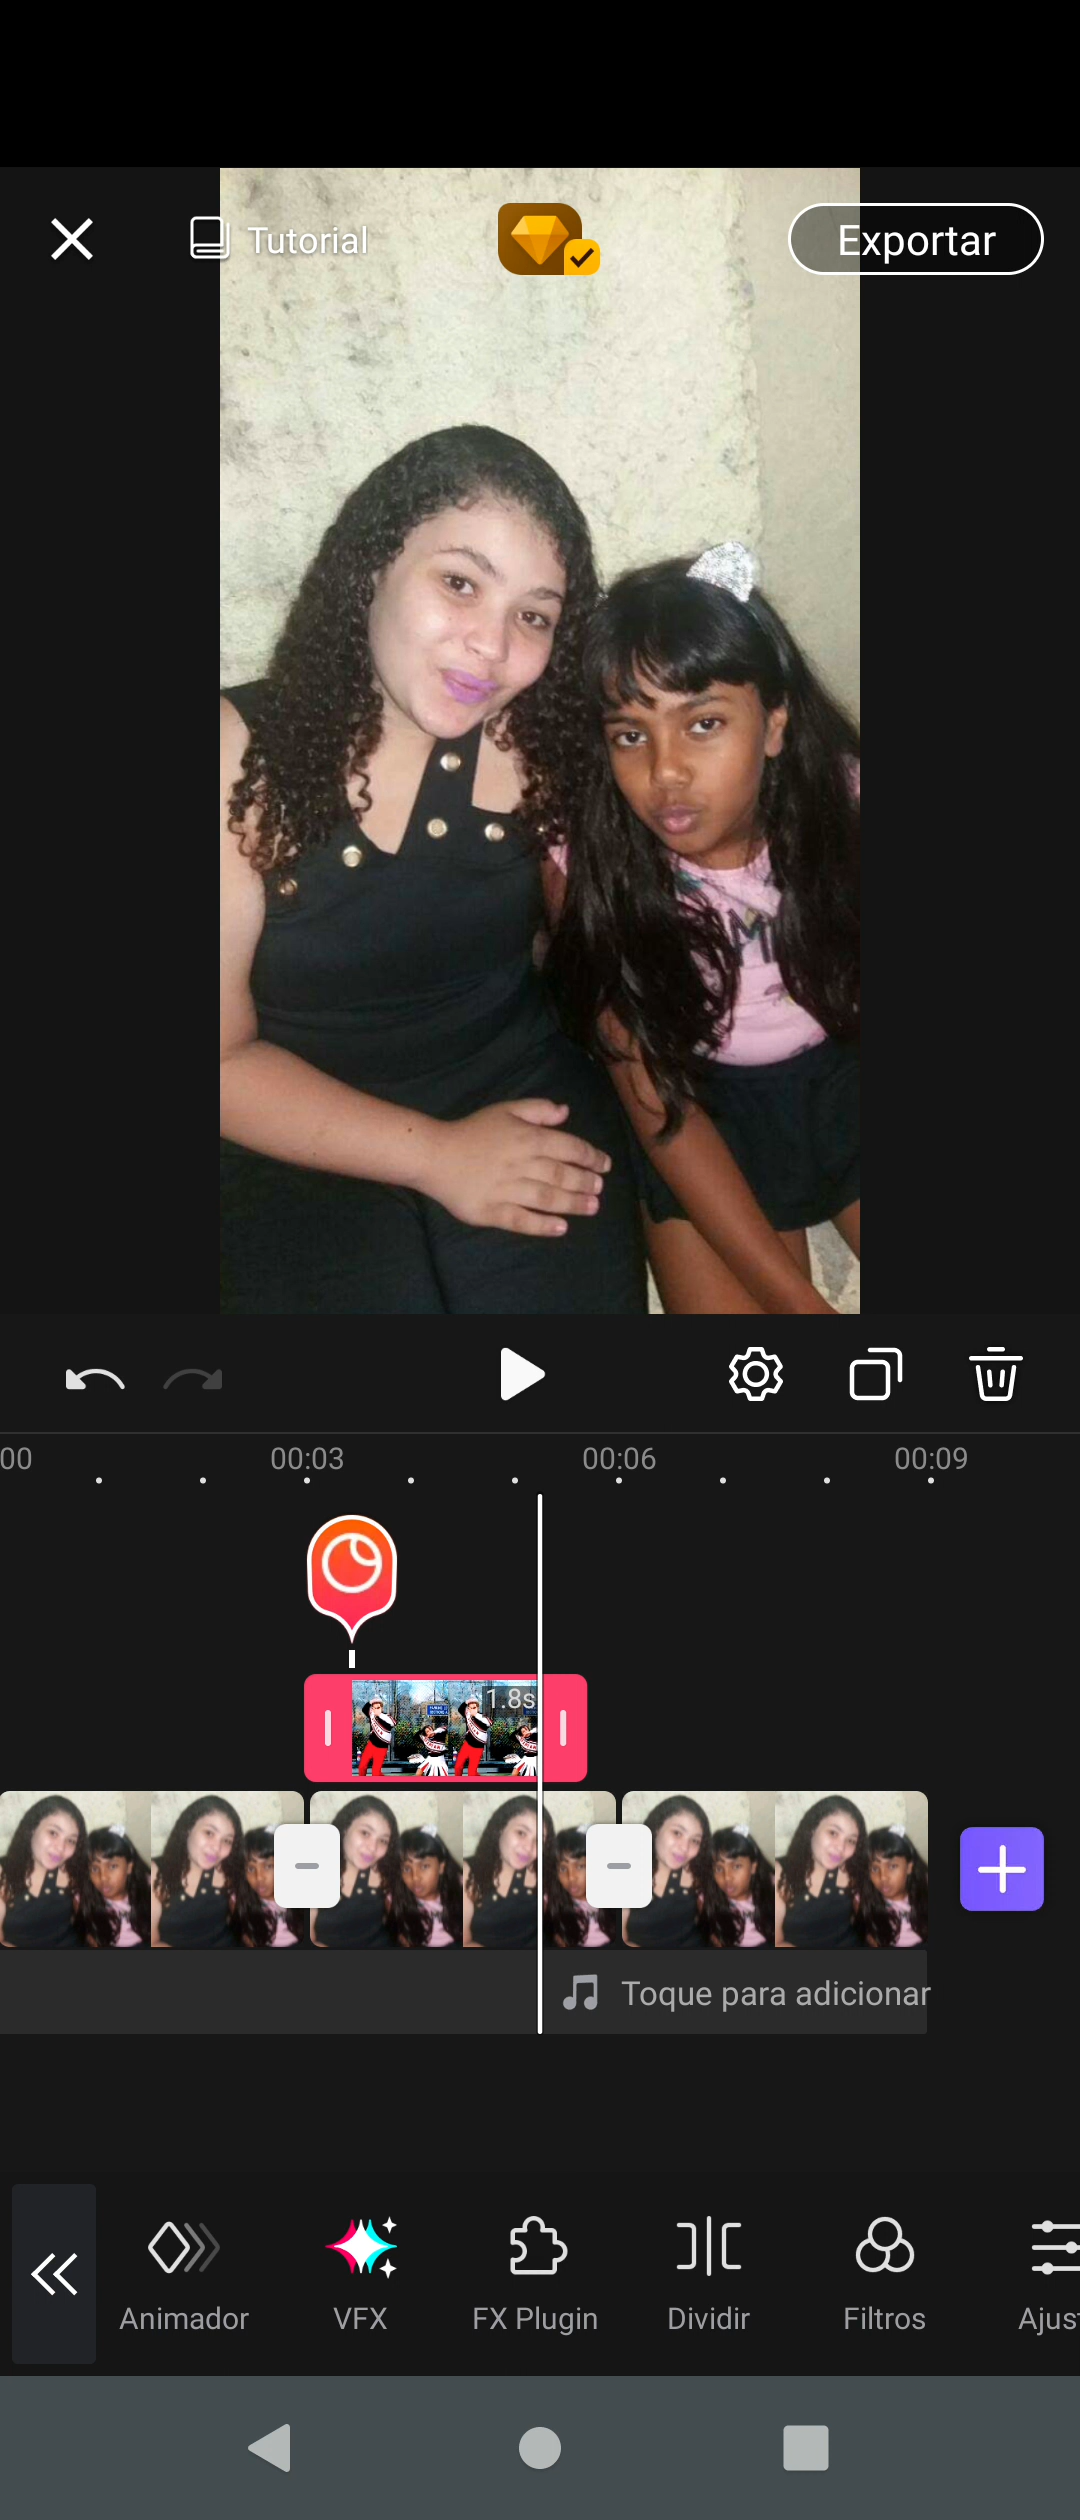 Tutorial
Exportar
00
00:03
00:06
00:09
1.8s
Toque para adicionar
Animador
VFX
FX Plugin
Dividir
Filtros
Ajus